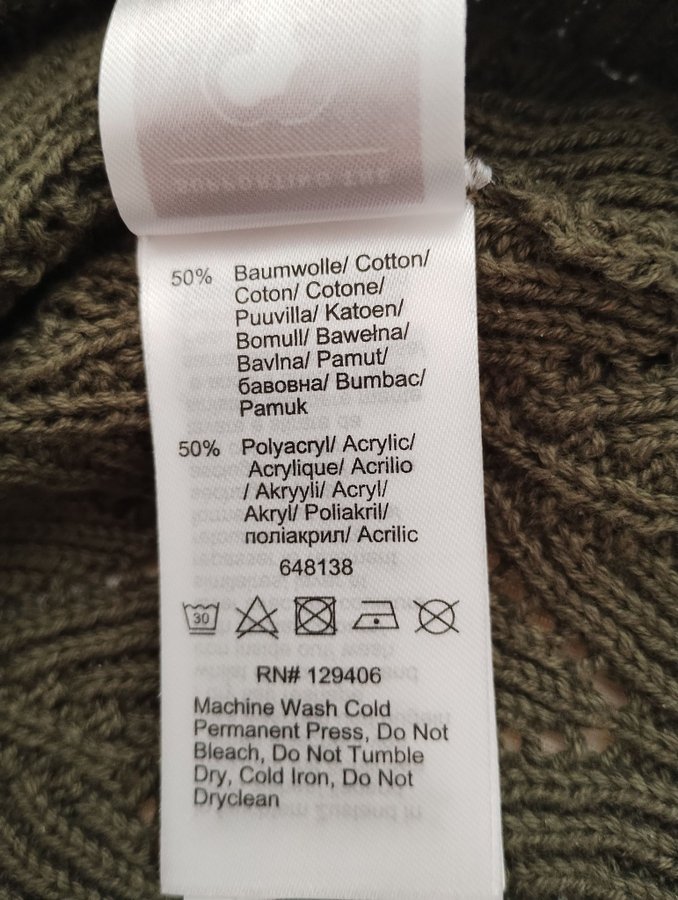 50% Baumwolle/ Cotton/
Coton/ Cotone/
Puuvilla/ Katoen/
Bomull/ Bawełna/
Bavlna/ Pamut/
бавовна/ Bumbac/
Pamuk
50% Polyacryl/ Acrylic/
Acrylique/ Acrilio
/ Akryyli/ Acryl/
Akryl/ Poliakril/
поліакрил/ Acrilic
648138
30
RN# 129406
Machine Wash Cold
Permanent Press, Do Not
Bleach, Do Not Tumble
Dry, Cold Iron, Do Not
Dryclean